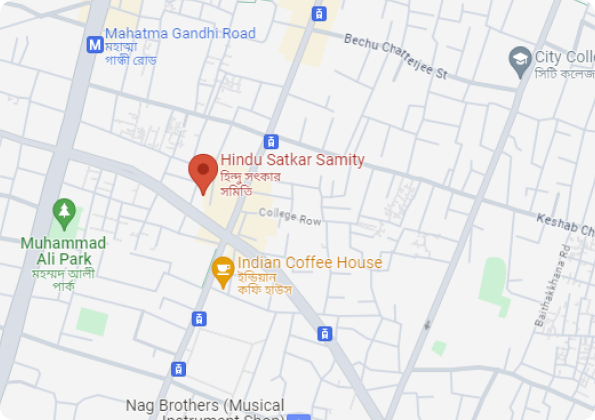 M
Mahatma Gandhi Road
মহাত্মা
গান্ধী রোড
Bechu Chatterjee St
City Colle
সিটি কলেজ
Hindu Satkar Samity
হিন্দু সৎকার
সমিতি
College Row
Keshab Ch
Muhammad
Ali Park
মহম্মদ আলী
পার্ক
Indian Coffee House
ইন্ডিয়ান
কফি হাউস
Baithakkhana Rd
Nag Brothers (Musical
Instrument Shop)